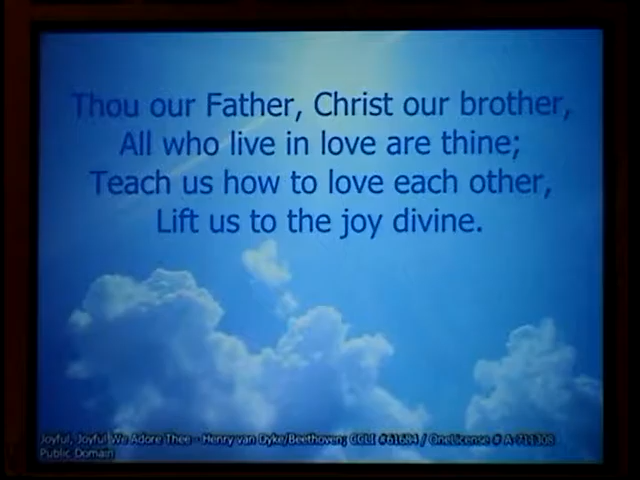 Thou our Father, Christ our brother,
All who live in love are thine;
Teach us how to love each other,
Lift us to the joy divine.
Joyful, Joyful We Adore Thee - Henry van Dyke/Beethoven; CCLI #61684 / OneLicense # A-711308
Public Domain